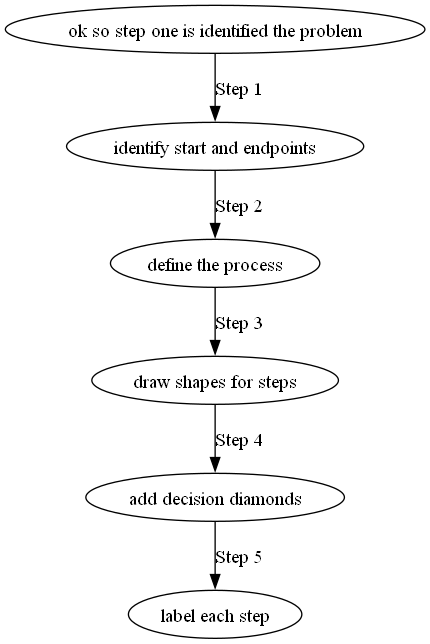 ok so step one is identified the problem
Step 1
identify start and endpoints
Step 2
define the process
Step 3
draw shapes for steps
Step 4
add decision diamonds
Step 5
label each step